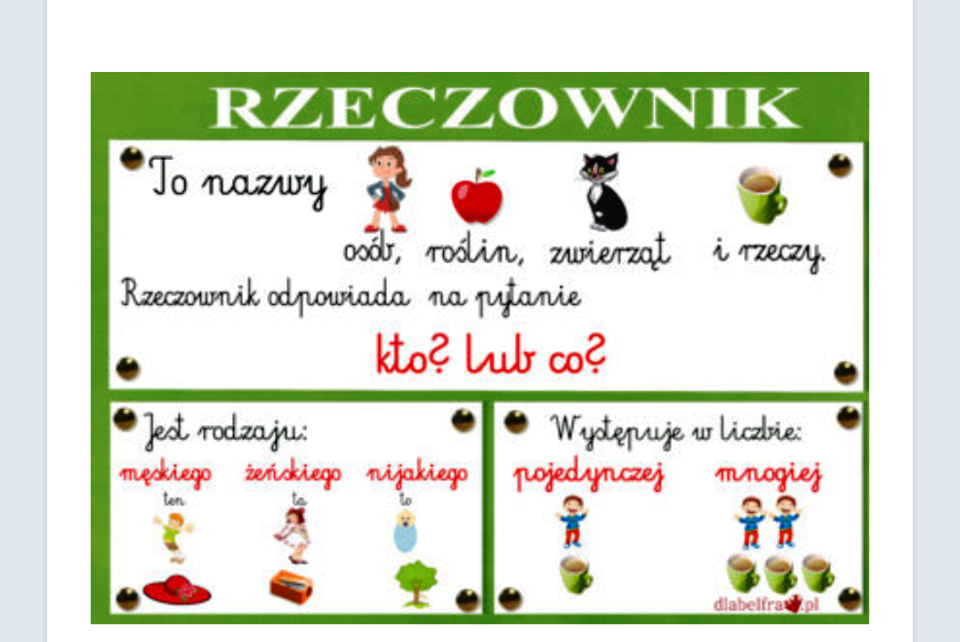 RZECZOWNIK
To nazwy
osób, roślin, zwierząt i rzeczy.
Rzeczownik odpowiada na pytanie
kto? lub co?
Jest rodzaju:
męskiego żeńskiego nijakiego
ten ta to
Występuje w liczbie:
pojedynczej mnogiej
dlabelfra.pl